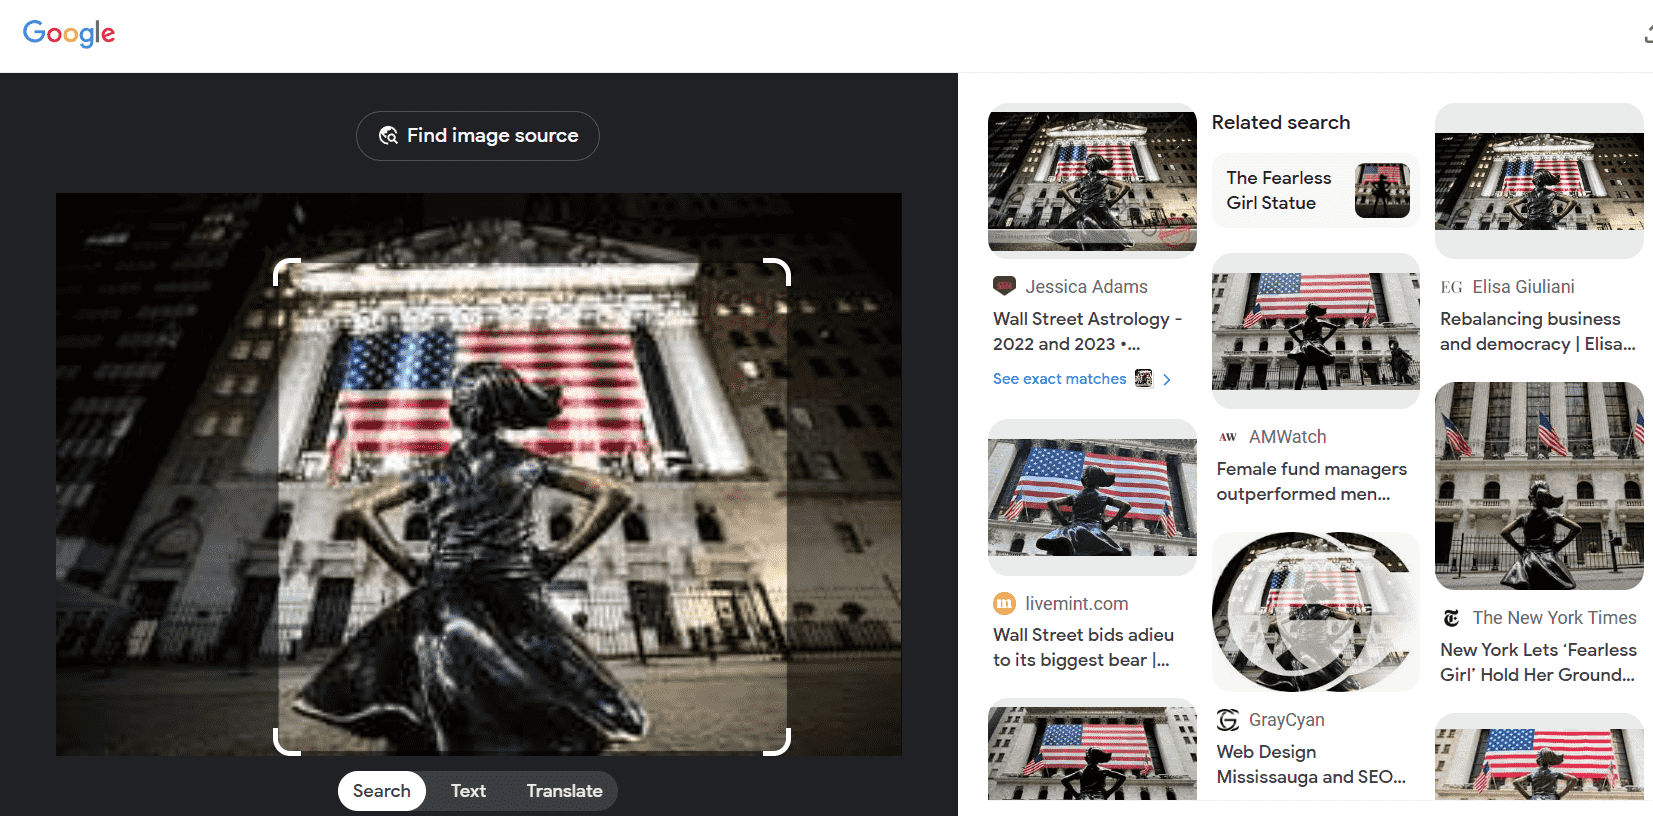 Google
Find image source
Search
Text
Translate
Jessica Adams
Wall Street Astrology -
2022 and 2023 •...
See exact matches
m
livemint.com
Wall Street bids adieu
to its biggest bear |...
Related search
The Fearless
Girl Statue
AW
AMWatch
Female fund managers
outperformed men...
GrayCyan
Web Design
Mississauga and SEO...
EG
Elisa Giuliani
Rebalancing business
and democracy | Elisa...
The New York Times
New York Lets ‘Fearless
Girl’ Hold Her Ground...